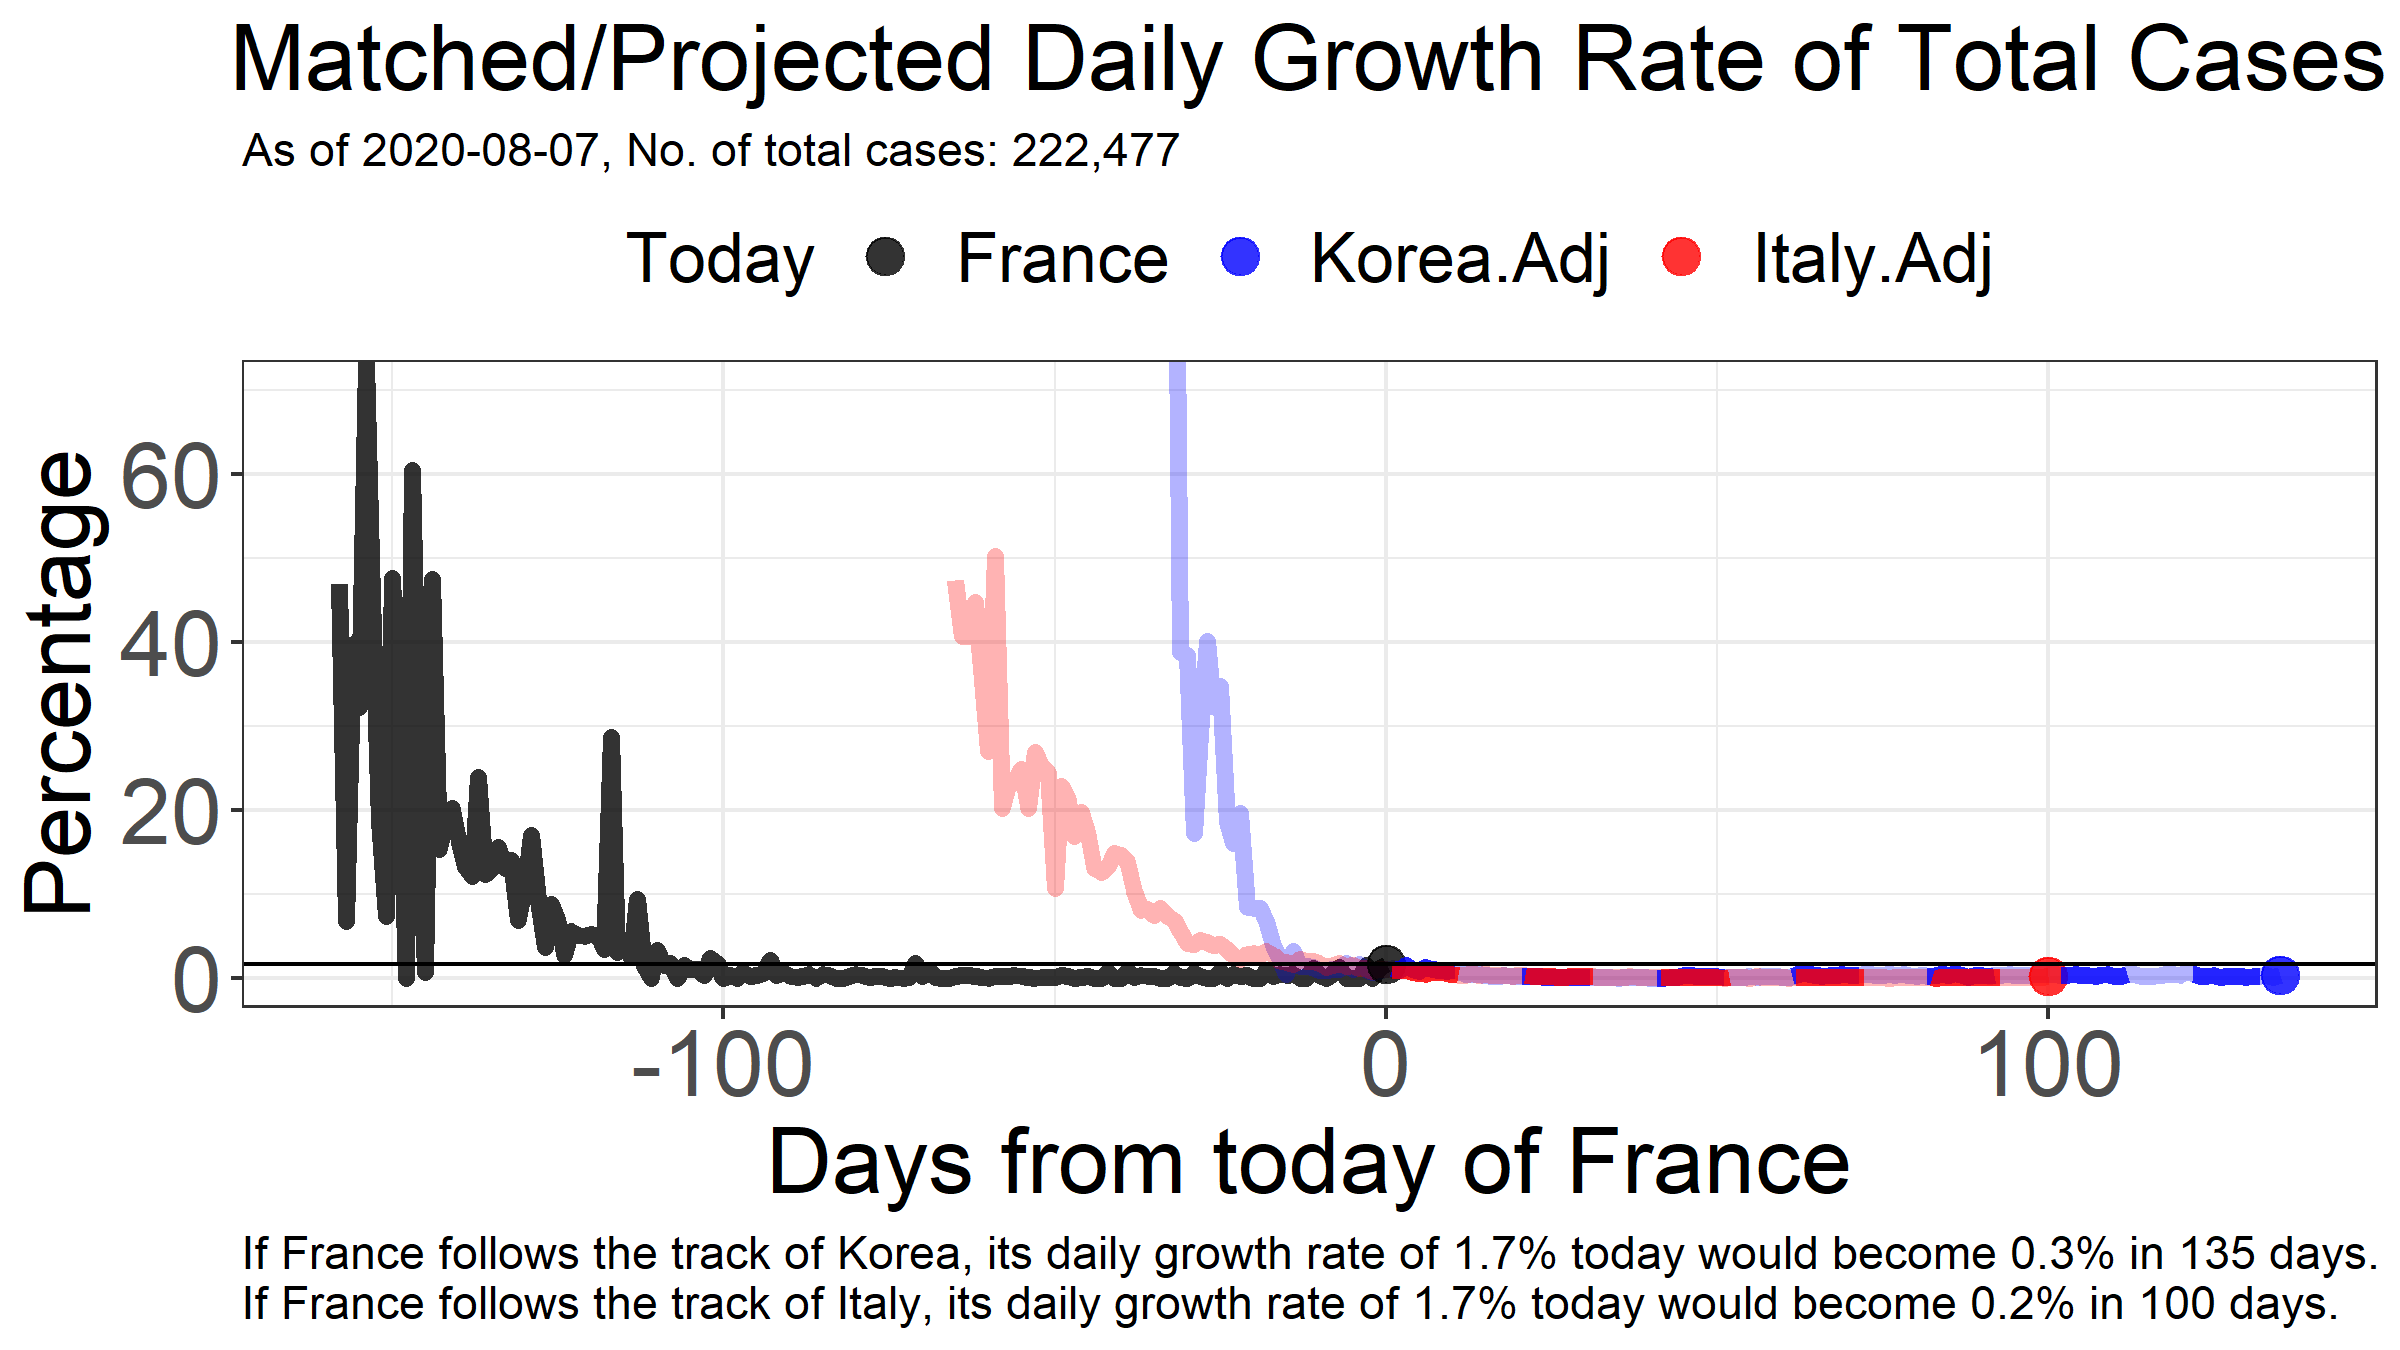 Matched/Projected Daily Growth Rate of Total Cases
As of 2020-08-07, No. of total cases: 222,477
Today France Korea.Adj Italy.Adj
Percentage
60
40
20
0
-100 0 100
Days from today of France
If France follows the track of Korea, its daily growth rate of 1.7% today would become 0.3% in 135 days.
If France follows the track of Italy, its daily growth rate of 1.7% today would become 0.2% in 100 days.